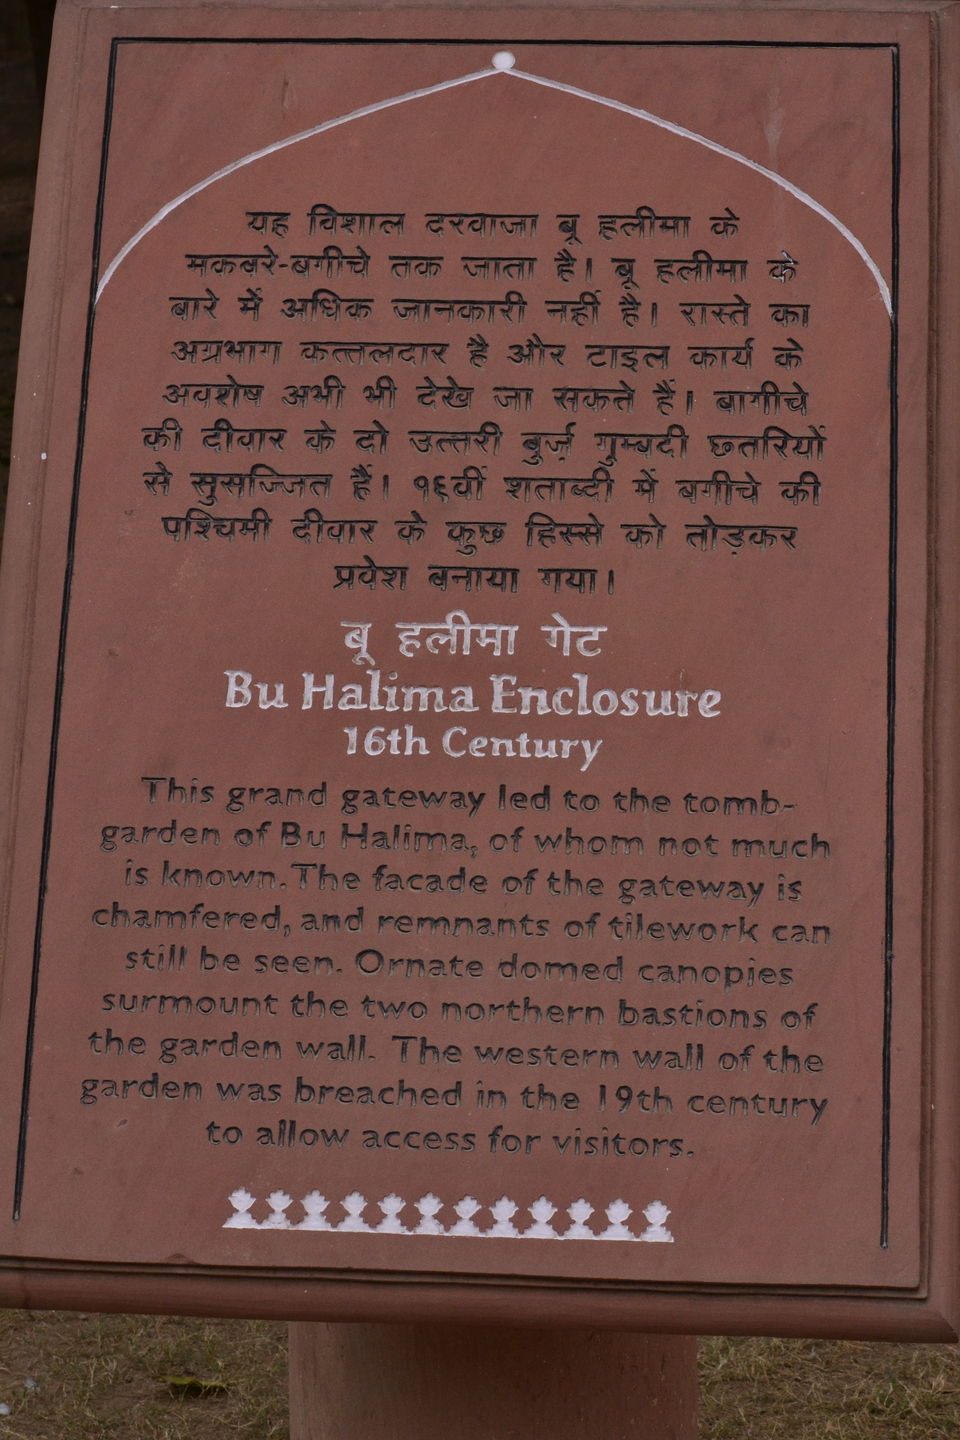 यह विशाल दरवाजा बू हलीमा के
मकबरे-बगीचे तक जाता है। बू हलीमा के
बारे में अधिक जानकारी नहीं है। रास्ते का
अग्रभाग कत्तलदार है और टाइल कार्य के
अवशेष अभी भी देखे जा सकते हैं। बागीचे
की दीवार के दो उत्तरी बुर्ज़ गुम्बदी छतरियों
से सुसज्जित हैं। १६वीं शताब्दी में बगीचे की
पश्चिमी दीवार के कुछ हिस्से को तोड़कर
प्रवेश बनाया गया।
बू हलीमा गेट
Bu Halima Enclosure
16th Century
This grand gateway led to the tomb-
garden of Bu Halima, of whom not much
is known. The facade of the gateway is
chamfered, and remnants of tilework can
still be seen. Ornate domed canopies
surmount the two northern bastions of
the garden wall. The western wall of the
garden was breached in the 19th century
to allow access for visitors.